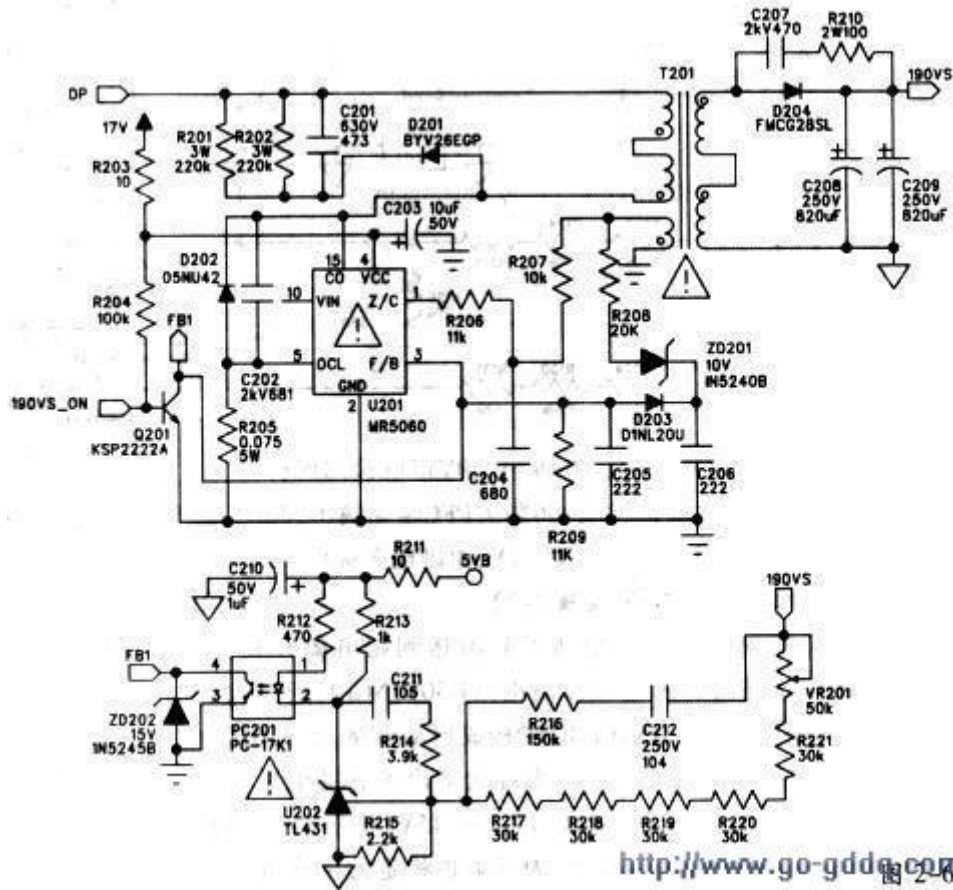 C207
2kV470
R210
2W100
T201
190VS
DP
D204
FMCG28SL
17V
R203
10
R201
3W
220k
R202
3W
220k
C201
630V
473
D201
BYV26EGP
C208
250V
820uF
C209
250V
820uF
C203
10uF
50V
D202
D5NU42
15
CO
4
VCC
10
VIN
Z/C
1
R206
11k
R207
10k
R208
20K
R204
100k
FB1
5
OCL
F/B
3
GND
2
U201
MR5060
C202
2kV681
ZD201
10V
IN5240B
190VS_ON
Q201
KSP2222A
R205
0.075
5W
D203
D1NL20U
C204
680
C205
222
C206
222
R209
11K
R211
10
5VB
C210
50V
1uF
R212
470
R213
1k
190VS
FB1
4
1
3
2
C211
105
VR201
50k
ZD202
15V
1N5245B
PC201
PC-17K1
R214
3.9k
R216
150k
C212
250V
104
R221
30k
U202
TL431
R215
2.2k
R217
30k
R218
30k
R219
30k
R220
30k
http://www.go-gddq.com
图 2-6